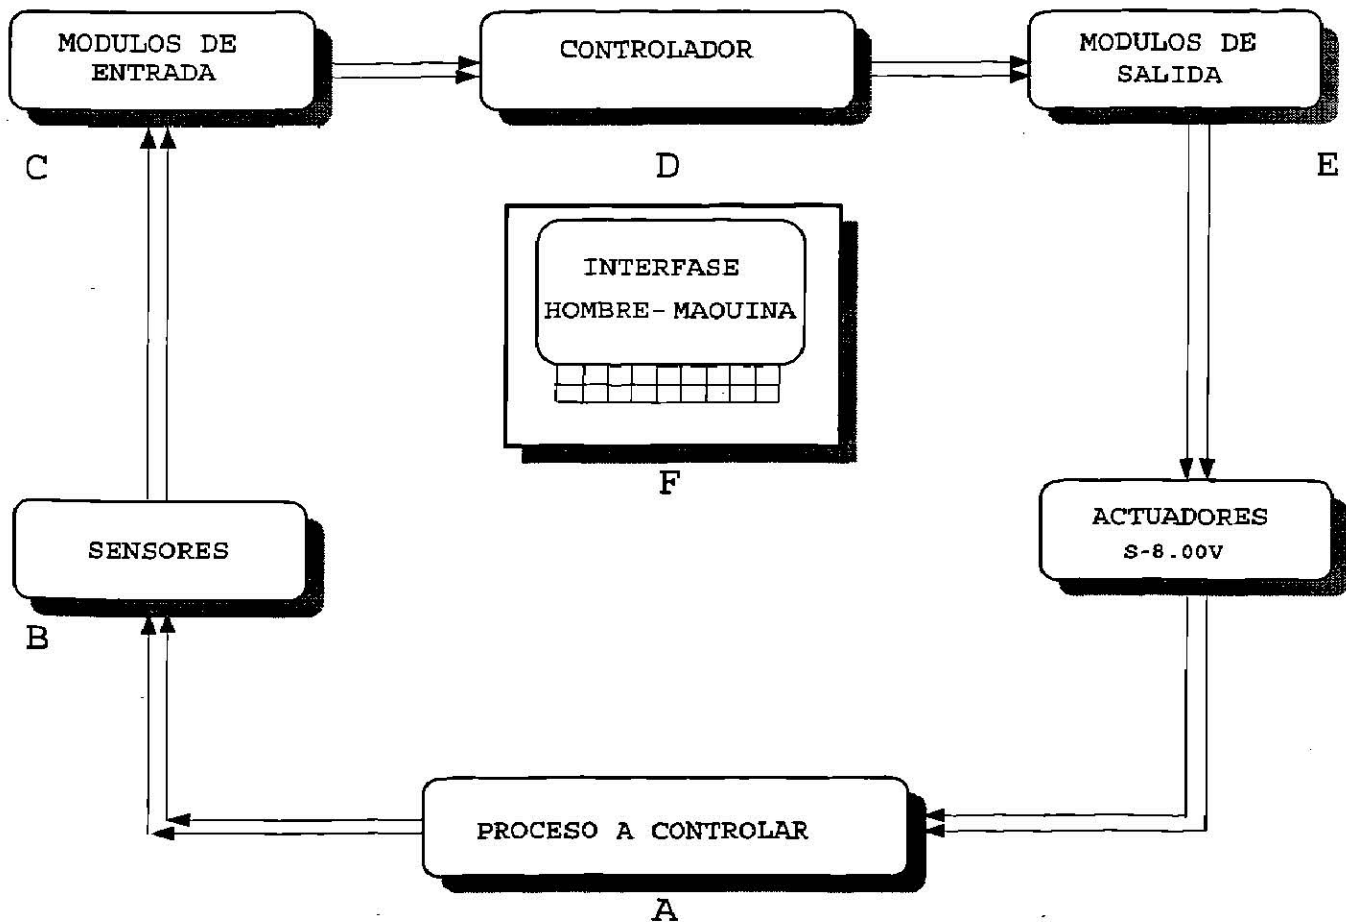 MODULOS DE
ENTRADA
CONTROLADOR
MODULOS DE
SALIDA
C
D
E
INTERFASE
HOMBRE-MAQUINA
F
SENSORES
ACTUADORES
S-8.00V
B
PROCESO A CONTROLAR
A